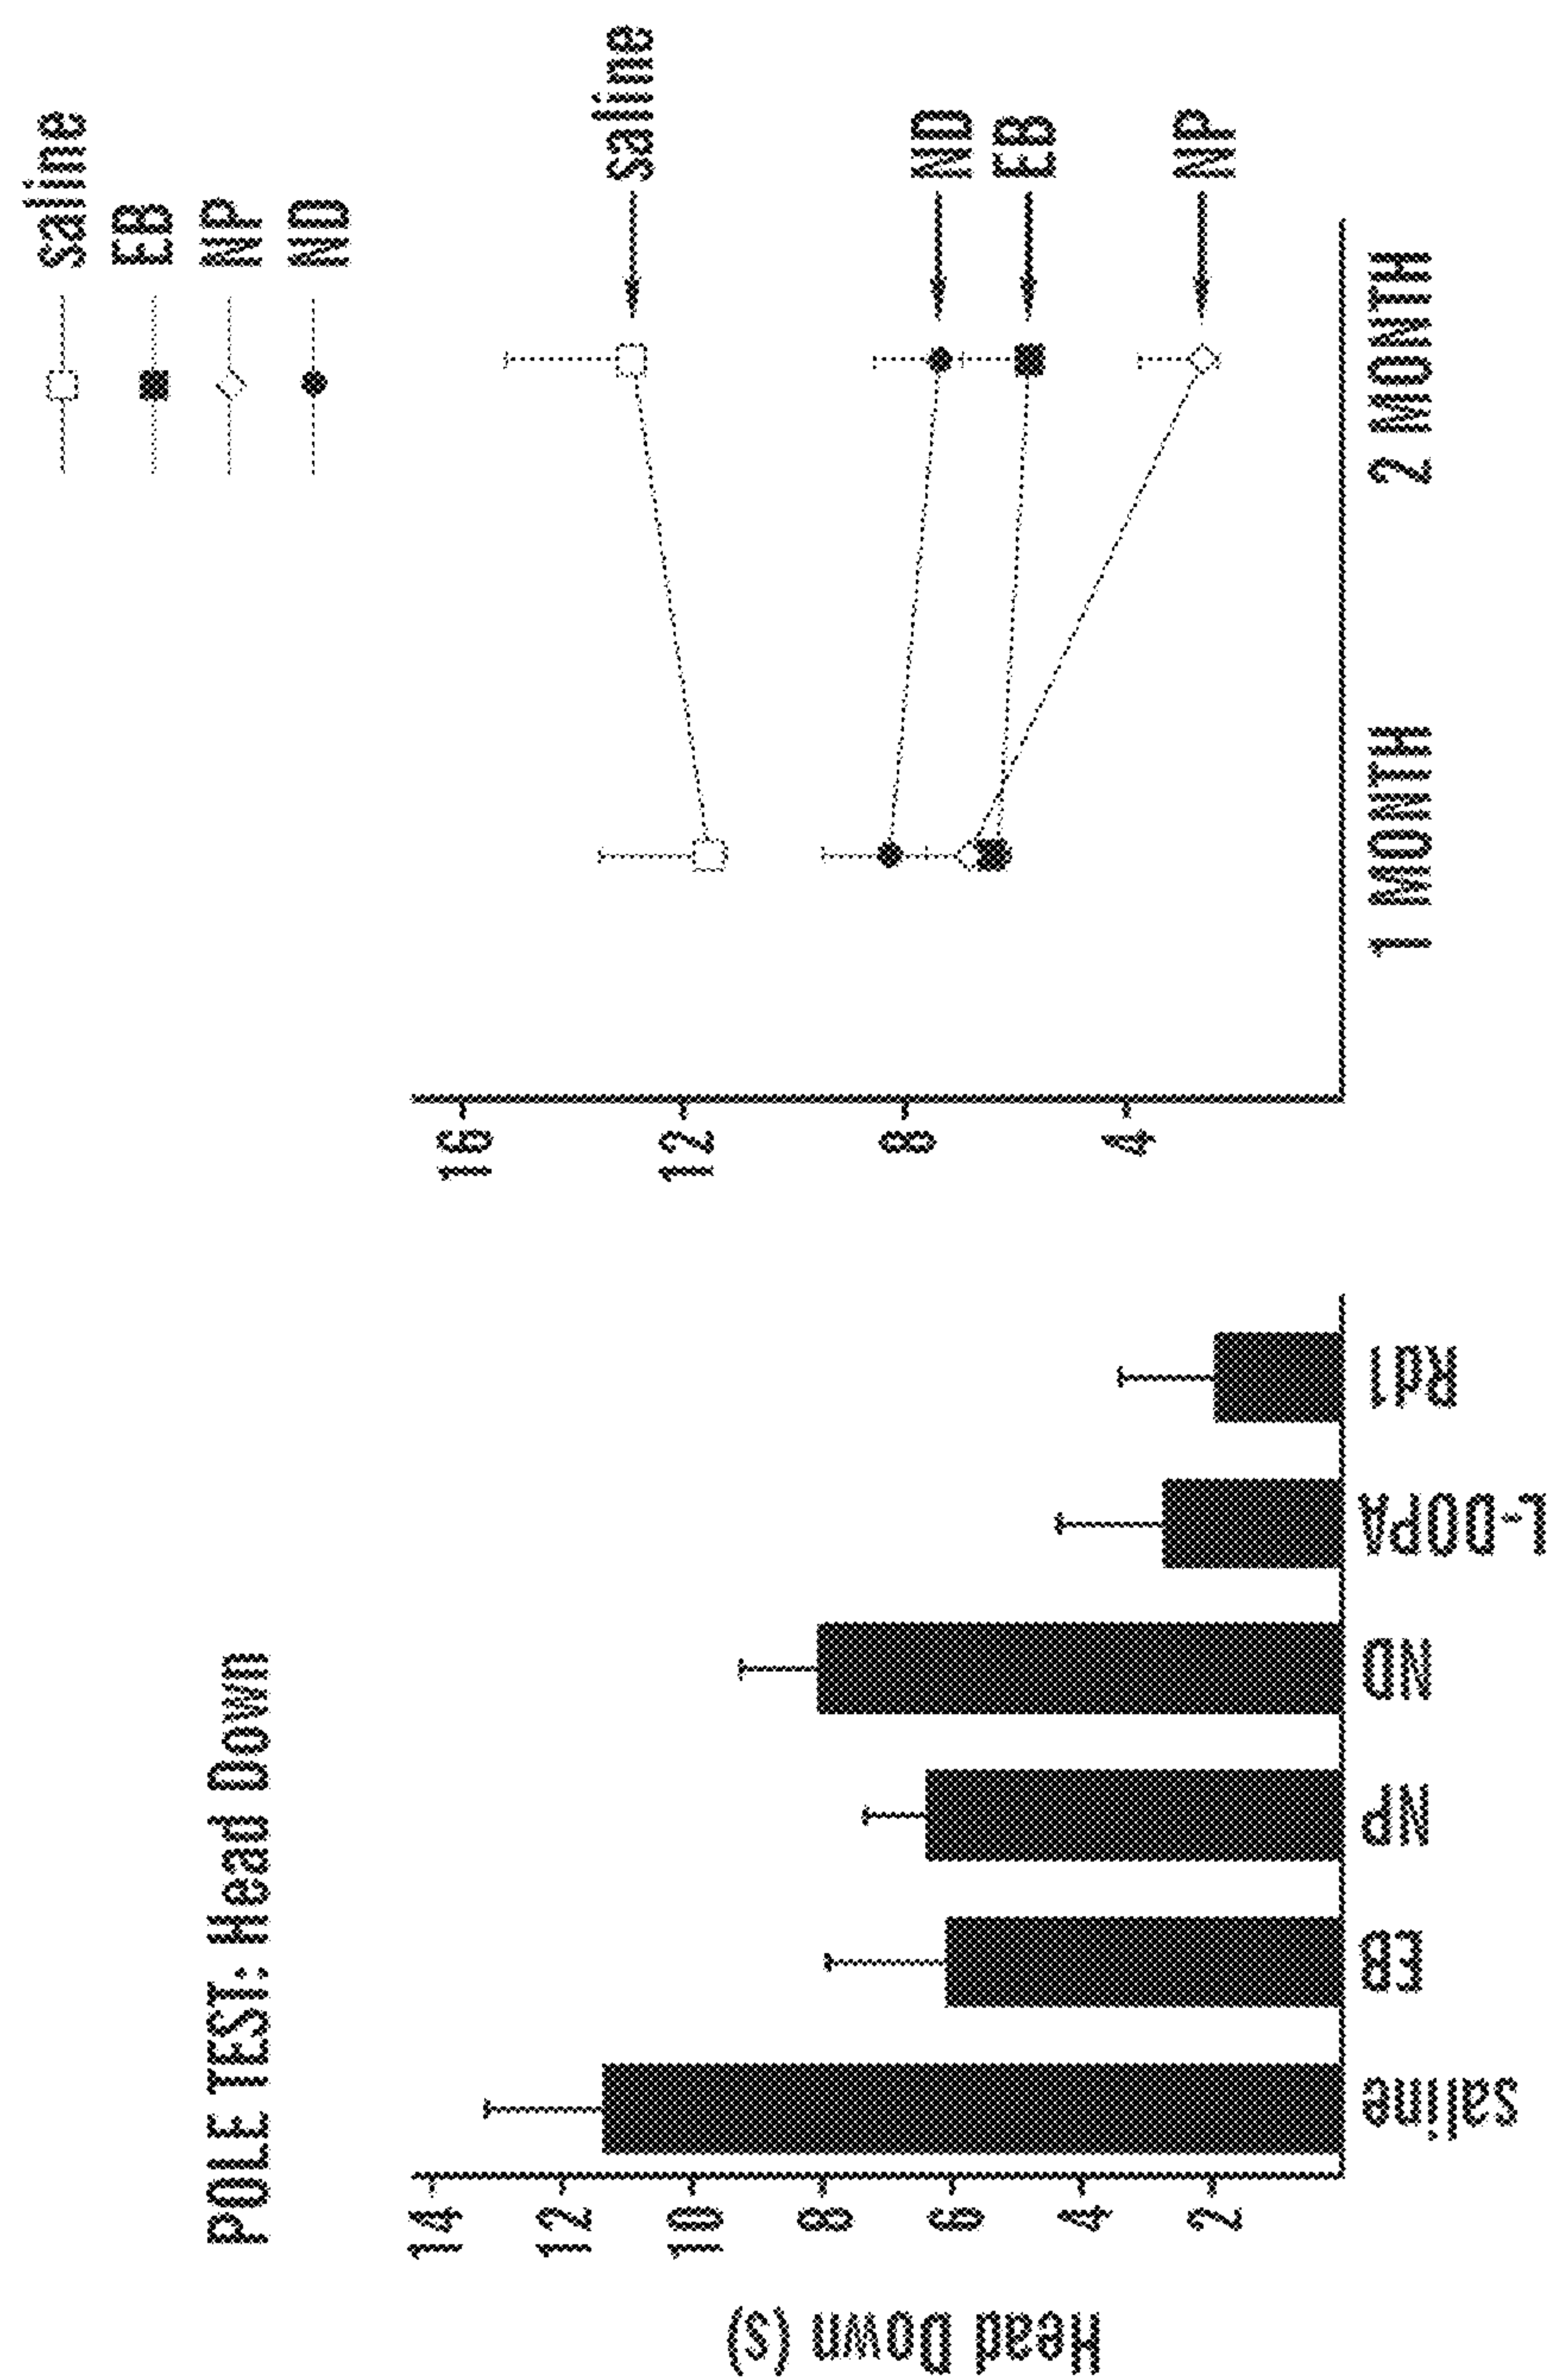 POLE TEST: Head Down
Head Down (s)
14
12
10
8
6
4
2
saline
EB
NP
ND
L-DOPA
Rd1
saline
EB
NP
ND
16
12
8
4
saline
ND
EB
NP
1 MONTH
2 MONTH